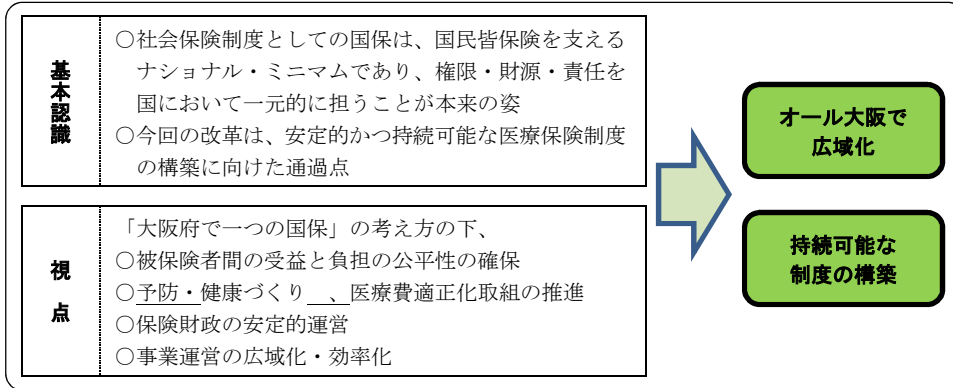 基本認識
○社会保険制度としての国保は、国民皆保険を支える
ナショナル・ミニマムであり、権限・財源・責任を
国において一元的に担うことが本来の姿
○今回の改革は、安定的かつ持続可能な医療保険制度
の構築に向けた通過点
視点
「大阪府で一つの国保」の考え方の下、
○被保険者間の受益と負担の公平性の確保
○予防・健康づくり　、医療費適正化取組の推進
○保険財政の安定的運営
○事業運営の広域化・効率化
オール大阪で
広域化
持続可能な
制度の構築